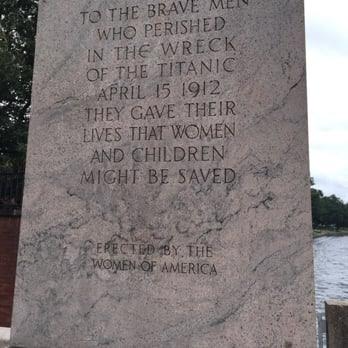 TO THE BRAVE MEN
WHO PERISHED
IN THE WRECK
OF THE TITANIC
APRIL 15 1912
THEY GAVE THEIR
LIVES THAT WOMEN
AND CHILDREN
MIGHT BE SAVED
ERECTED BY THE
WOMEN OF AMERICA